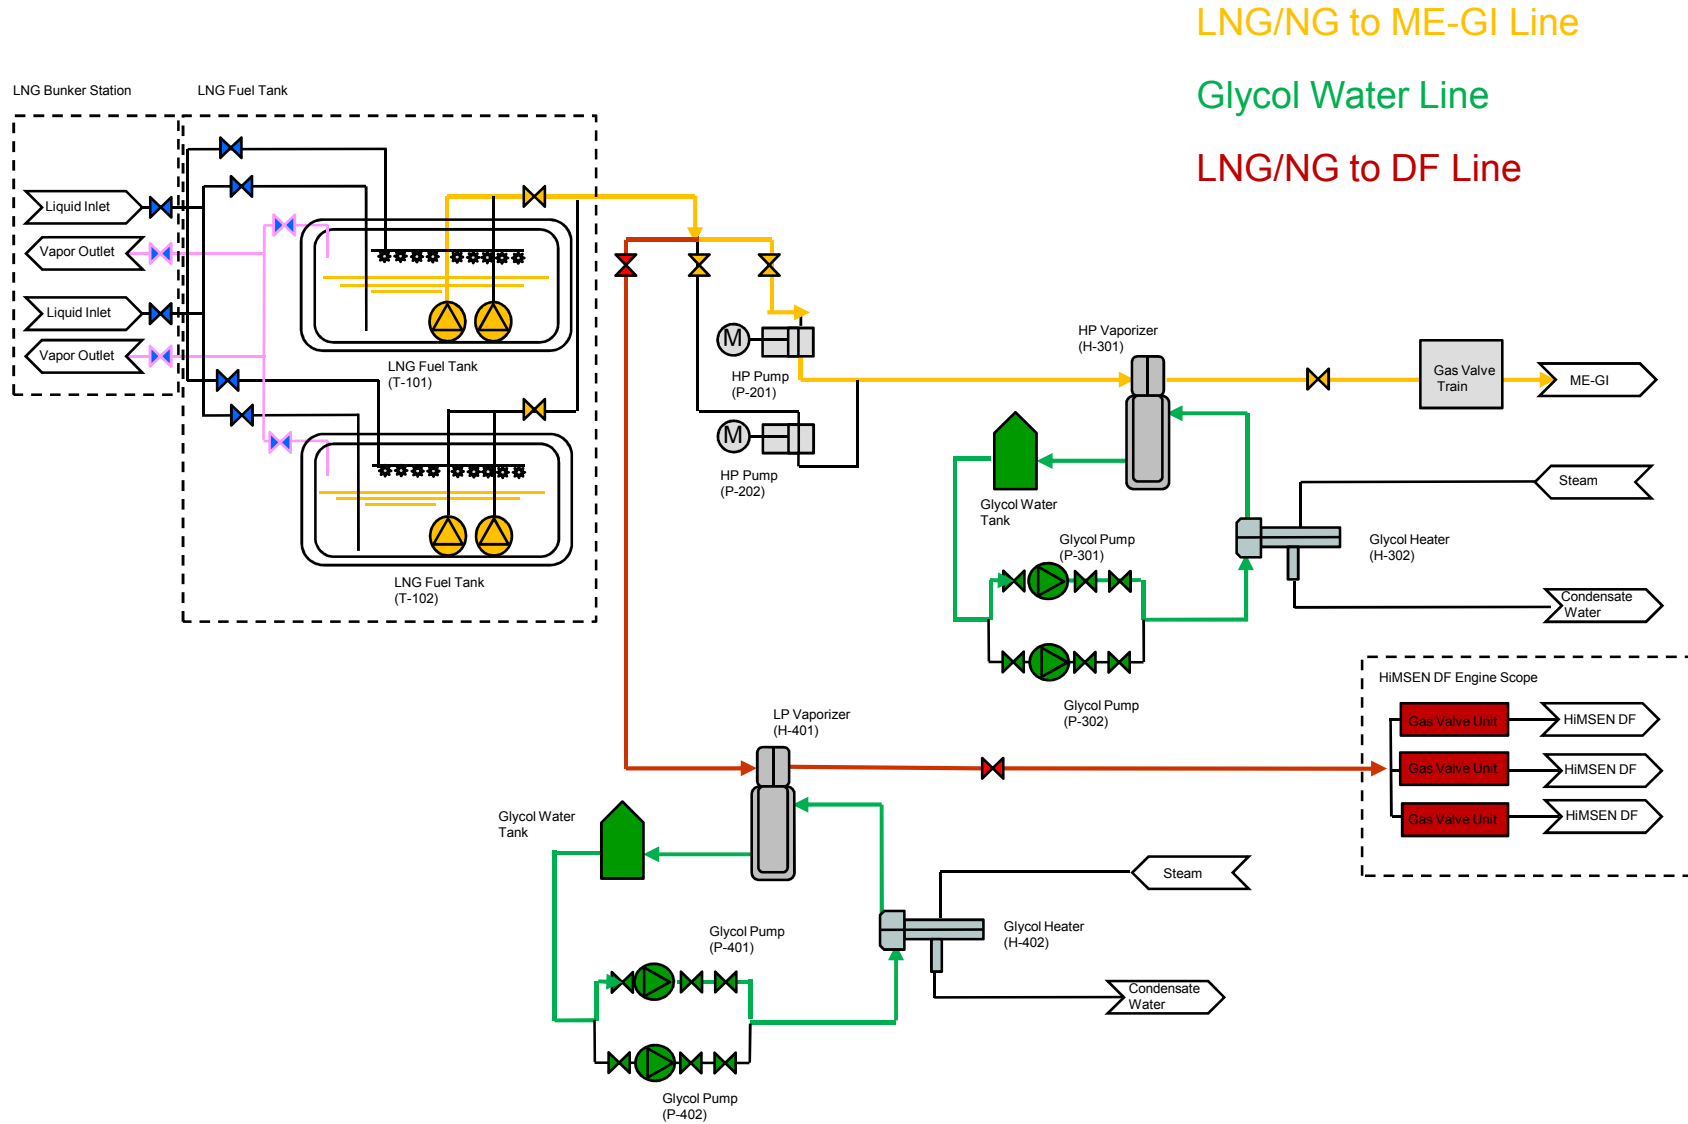 LNG/NG to ME-GI Line
Glycol Water Line
LNG/NG to DF Line
LNG Bunker Station
LNG Fuel Tank
Liquid Inlet
Vapor Outlet
Liquid Inlet
Vapor Outlet
LNG Fuel Tank
(T-101)
LNG Fuel Tank
(T-102)
M
HP Pump
(P-201)
M
HP Pump
(P-202)
HP Vaporizer
(H-301)
Gas Valve
Train
ME-GI
Glycol Water
Tank
Steam
Glycol Heater
(H-302)
Condensate
Water
Glycol Pump
(P-301)
Glycol Pump
(P-302)
HiMSEN DF Engine Scope
Gas Valve Unit
HiMSEN DF
Gas Valve Unit
HiMSEN DF
Gas Valve Unit
HiMSEN DF
LP Vaporizer
(H-401)
Glycol Water
Tank
Steam
Glycol Heater
(H-402)
Condensate
Water
Glycol Pump
(P-401)
Glycol Pump
(P-402)